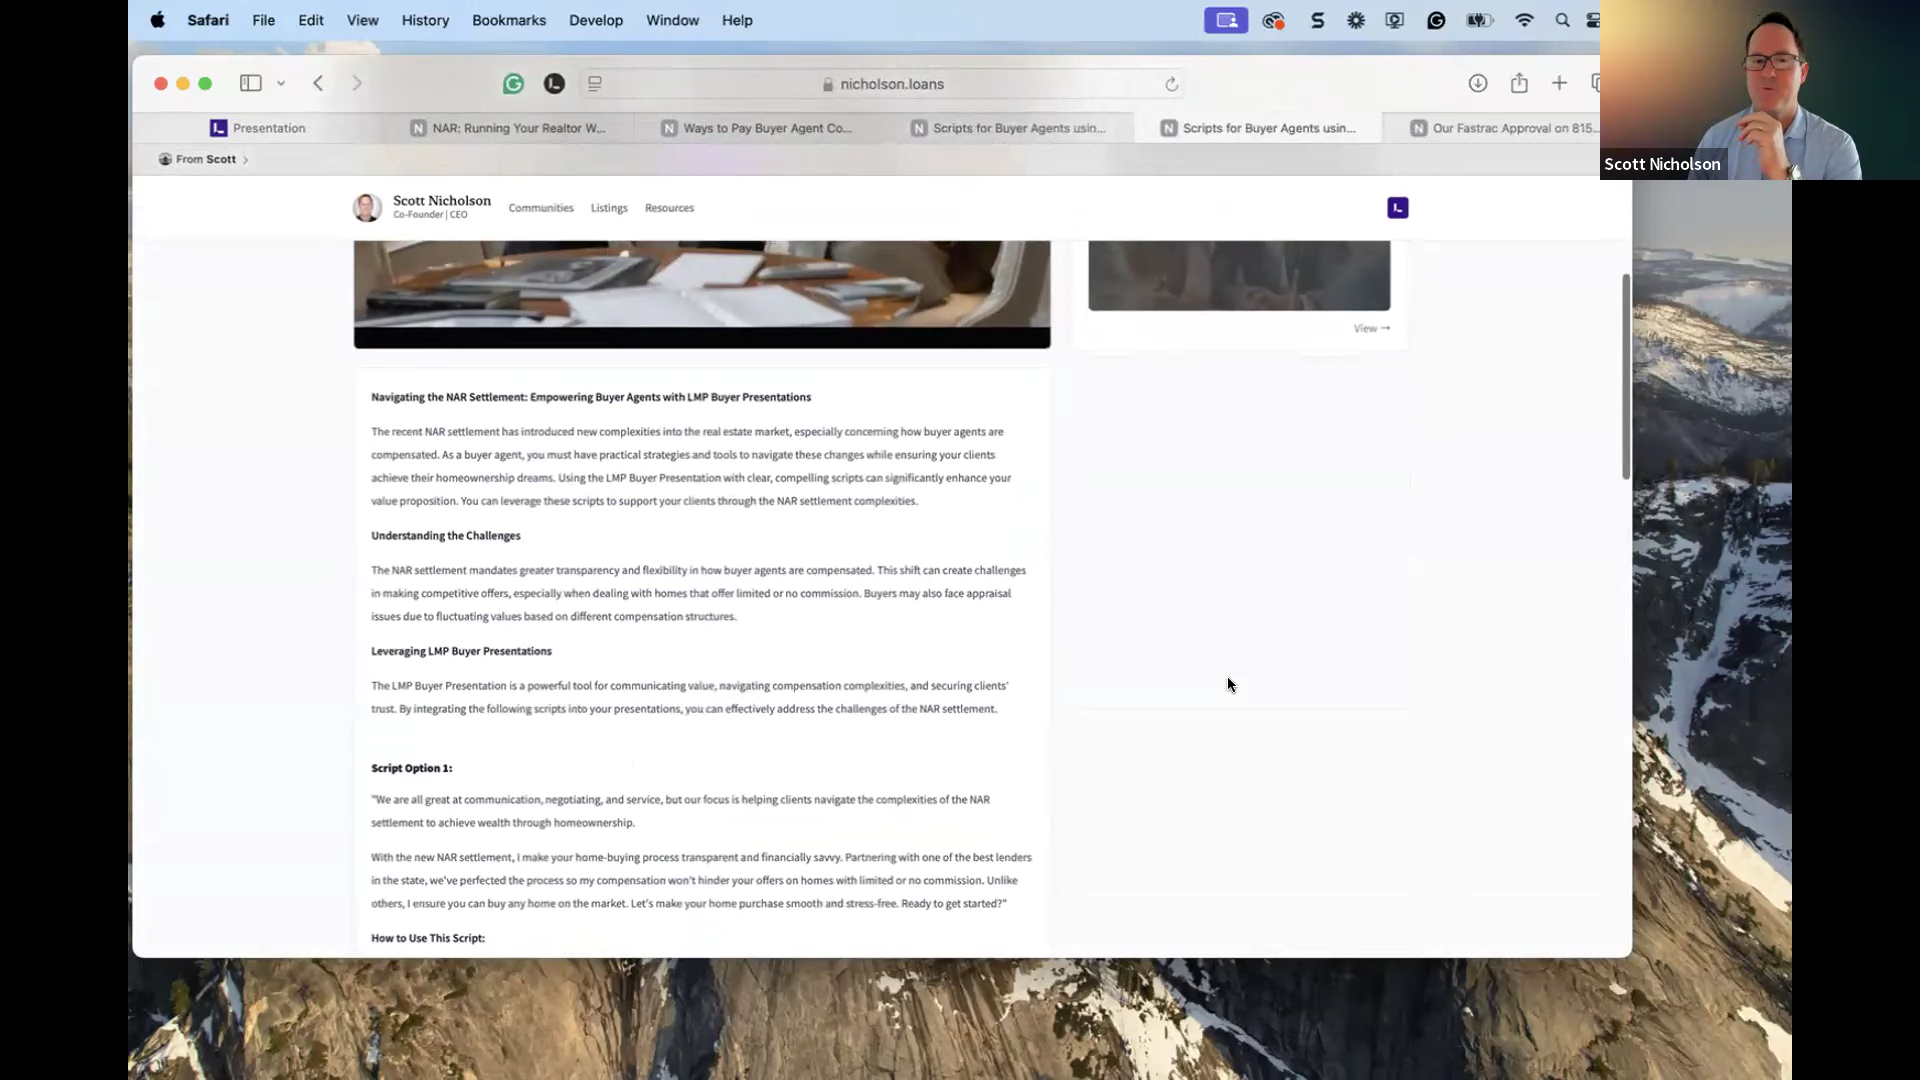 Safari File Edit View History Bookmarks Develop Window Help
nicholson.loans
Presentation
NAR: Running Your Realtor W...
Ways to Pay Buyer Agent Co...
Scripts for Buyer Agents usin...
Scripts for Buyer Agents usin...
Our Fastrac Approval on 815...
From Scott
Scott Nicholson
Scott Nicholson
Co-Founder | CEO
Communities Listings Resources
View →
Navigating the NAR Settlement: Empowering Buyer Agents with LMP Buyer Presentations
The recent NAR settlement has introduced new complexities into the real estate market, especially concerning how buyer agents are
compensated. As a buyer agent, you must have practical strategies and tools to navigate these changes while ensuring your clients
achieve their homeownership dreams. Using the LMP Buyer Presentation with clear, compelling scripts can significantly enhance your
value proposition. You can leverage these scripts to support your clients through the NAR settlement complexities.
Understanding the Challenges
The NAR settlement mandates greater transparency and flexibility in how buyer agents are compensated. This shift can create challenges
in making competitive offers, especially when dealing with homes that offer limited or no commission. Buyers may also face appraisal
issues due to fluctuating values based on different compensation structures.
Leveraging LMP Buyer Presentations
The LMP Buyer Presentation is a powerful tool for communicating value, navigating compensation complexities, and securing clients'
trust. By integrating the following scripts into your presentations, you can effectively address the challenges of the NAR settlement.
Script Option 1:
"We are all great at communication, negotiating, and service, but our focus is helping clients navigate the complexities of the NAR
settlement to achieve wealth through homeownership.
With the new NAR settlement, I make your home-buying process transparent and financially savvy. Partnering with one of the best lenders
in the state, we've perfected the process so my compensation won't hinder your offers on homes with limited or no commission. Unlike
others, I ensure you can buy any home on the market. Let's make your home purchase smooth and stress-free. Ready to get started?"
How to Use This Script: